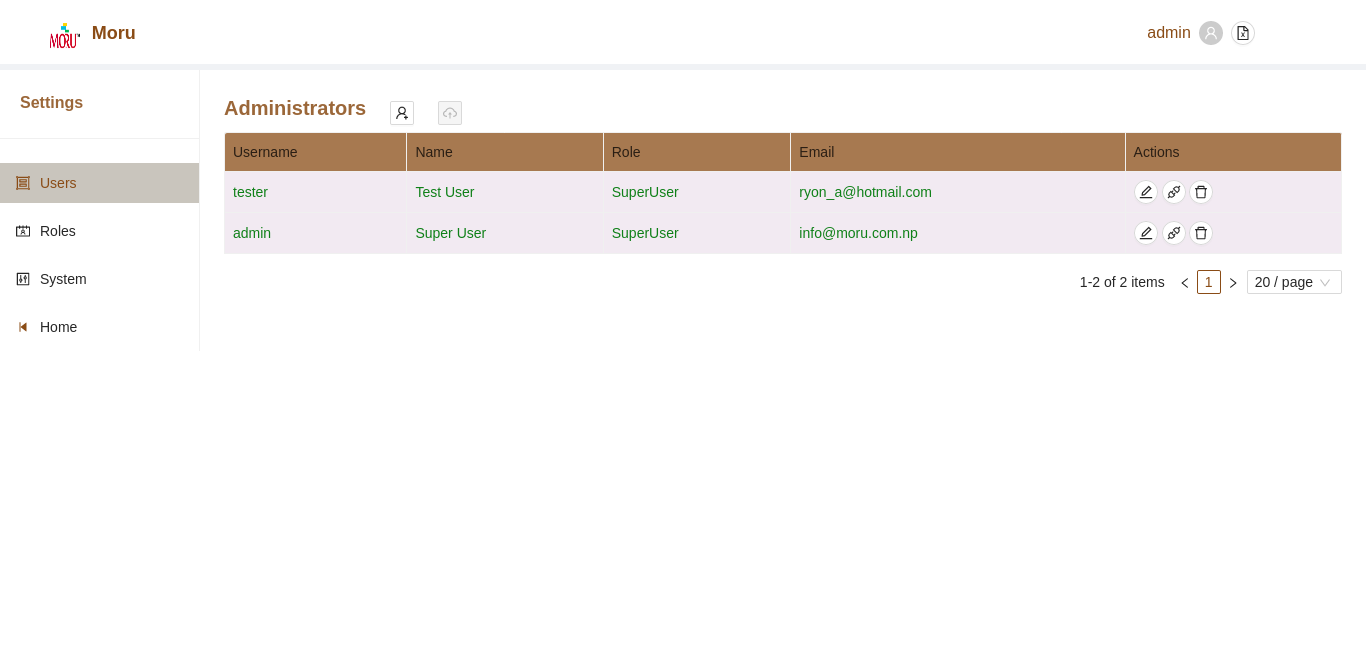 MORU Moru
admin
Settings
Users
Roles
System
Home
Administrators
Username Name Role Email Actions
tester Test User SuperUser ryon_a@hotmail.com
admin Super User SuperUser info@moru.com.np
1-2 of 2 items 1 20 / page